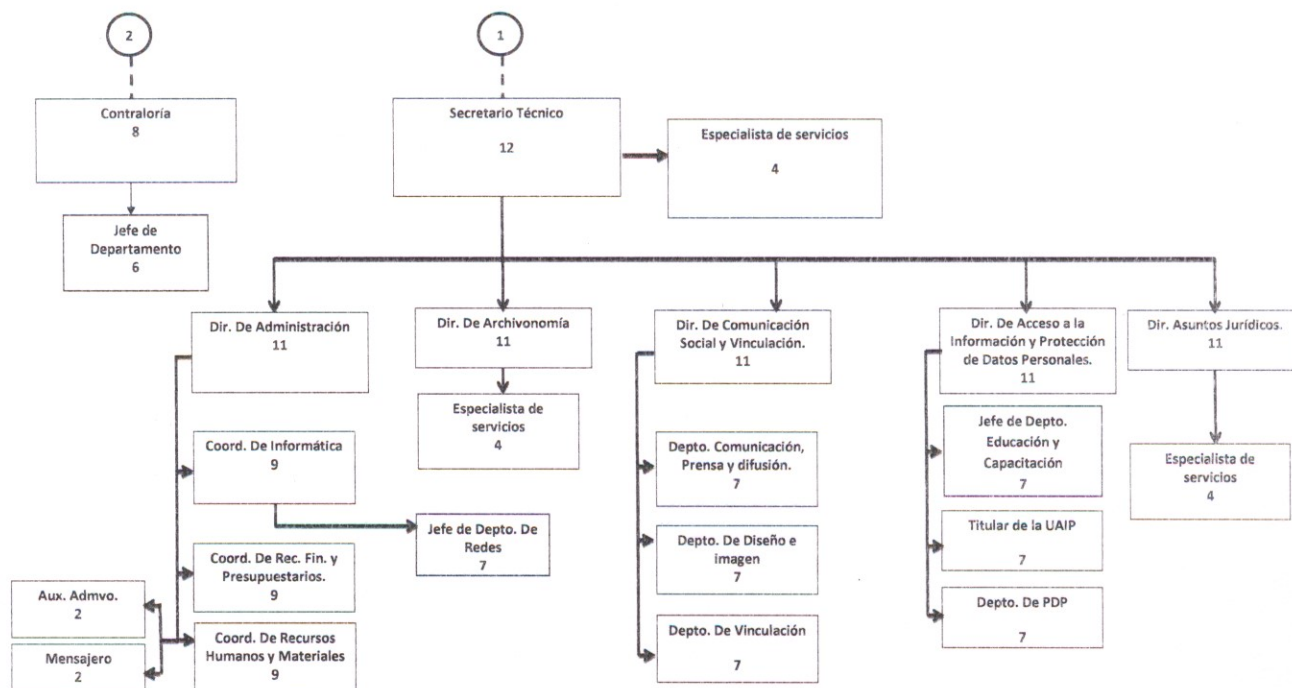 2
1
Contraloría
8
Secretario Técnico
12
Especialista de servicios
4
Jefe de
Departamento
6
Dir. De Administración
11
Dir. De Archivonomía
11
Dir. De Comunicación
Social y Vinculación.
11
Dir. De Acceso a la
Información y Protección
de Datos Personales.
11
Dir. Asuntos Jurídicos.
11
Especialista de
servicios
4
Coord. De Informática
9
Depto. Comunicación,
Prensa y difusión.
7
Jefe de Depto.
Educación y
Capacitación
7
Especialista de
servicios
4
Jefe de Depto. De
Redes
7
Depto. De Diseño e
imagen
7
Titular de la UAIP
7
Coord. De Rec. Fin. y
Presupuestarios.
9
Aux. Admvo.
2
Depto. De PDP
7
Depto. De Vinculación
7
Coord. De Recursos
Humanos y Materiales
9
Mensajero
2